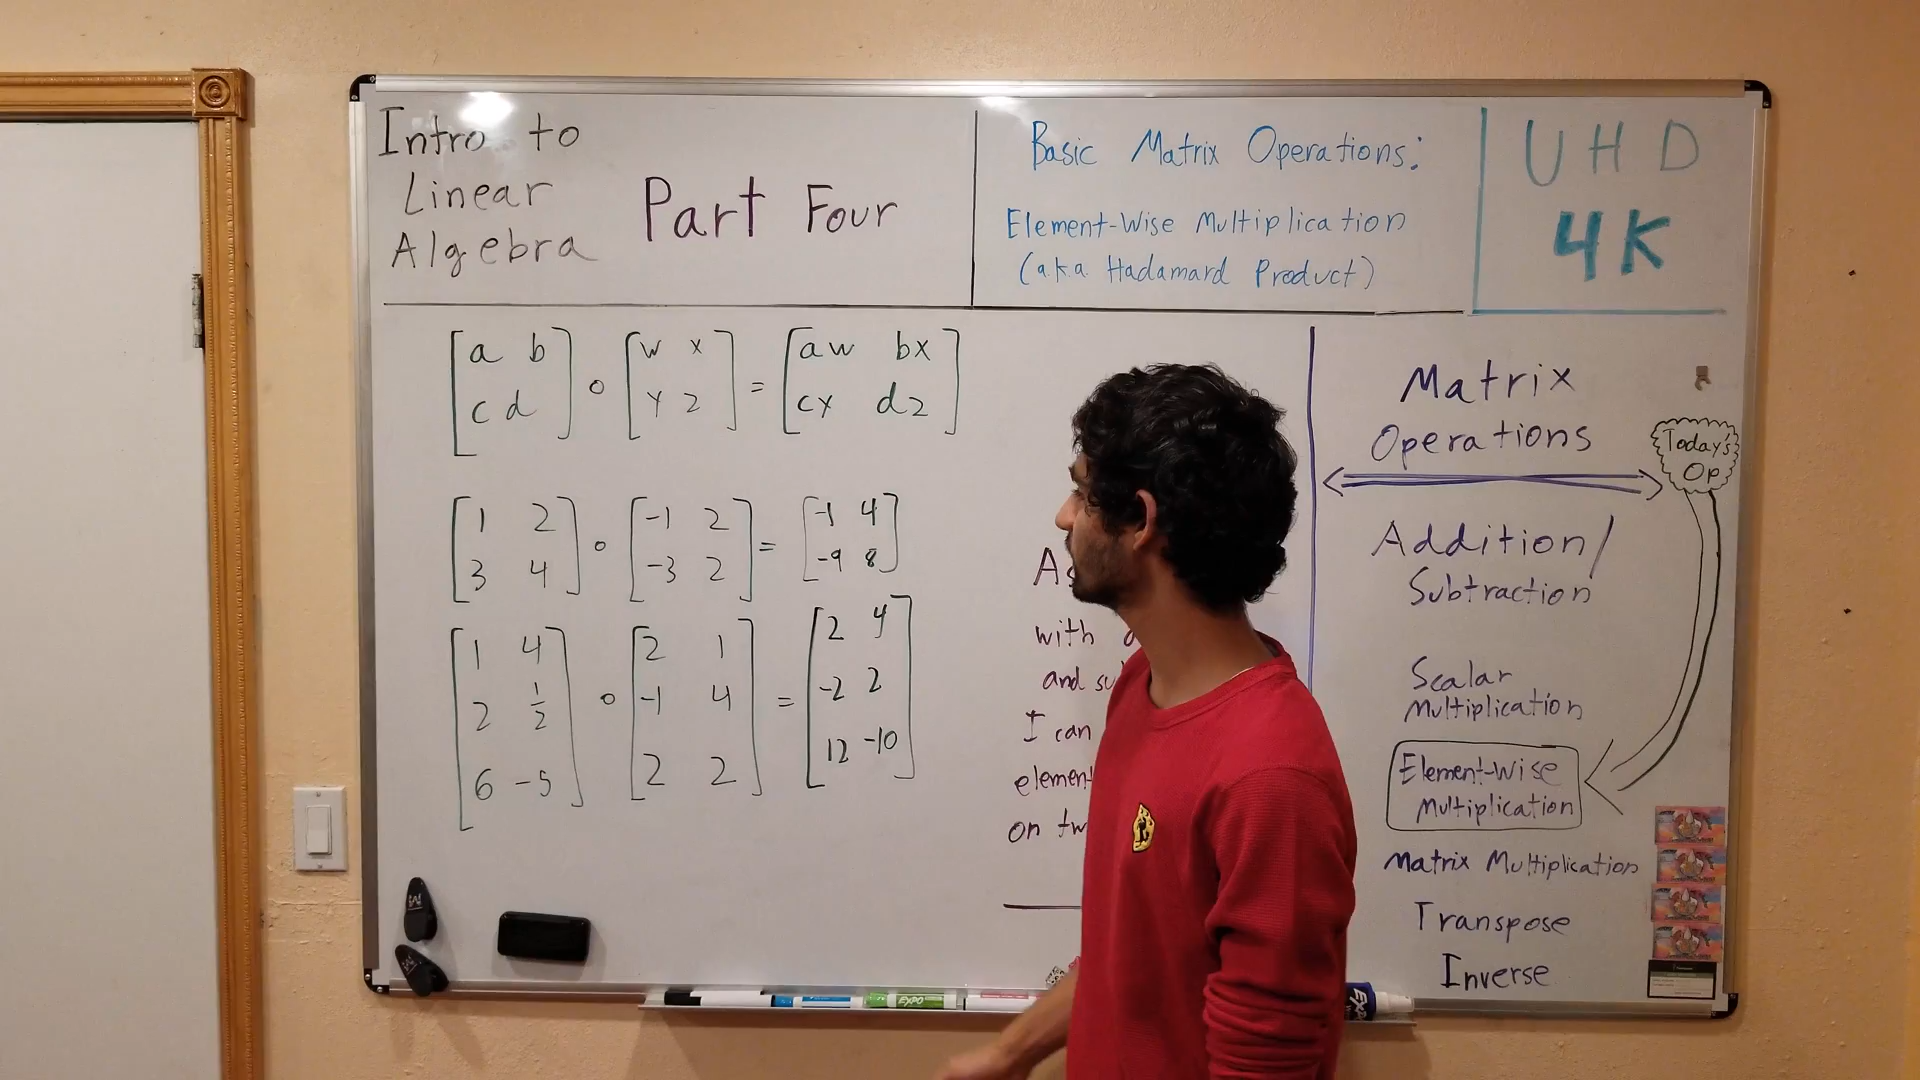 Intro to
Linear
Algebra
Part Four
Basic Matrix Operations:
Element-Wise Multiplication
(a.k.a. Hadamard Product)
UHD
4K
[a b
c d] ∘ [w x
y z] = [aw bx
cy dz]
[1 2
3 4] ∘ [-1 2
-3 2] = [-1 4
-9 8]
[1 4
2 1/2
6 -5] ∘ [2 1
-1 4
2 2] = [2 4
-2 2
12 -10]
with
and
I can
element
on
Matrix
Operations
Today's
Op
Addition/
Subtraction
Scalar
Multiplication
Element-wise
Multiplication
Matrix Multiplication
Transpose
Inverse
EXPO